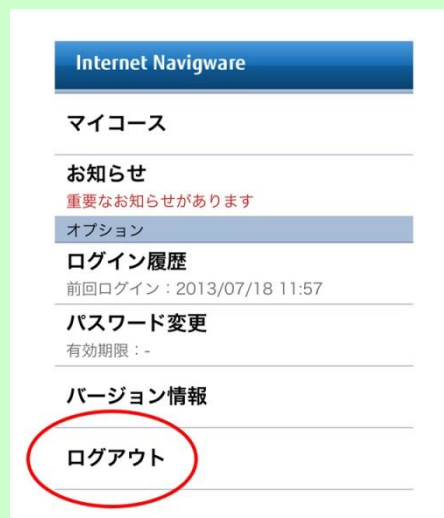 Internet Navigware
マイコース
お知らせ
重要なお知らせがあります
オプション
ログイン履歴
前回ログイン：2013/07/18 11:57
パスワード変更
有効期限：-
バージョン情報
ログアウト